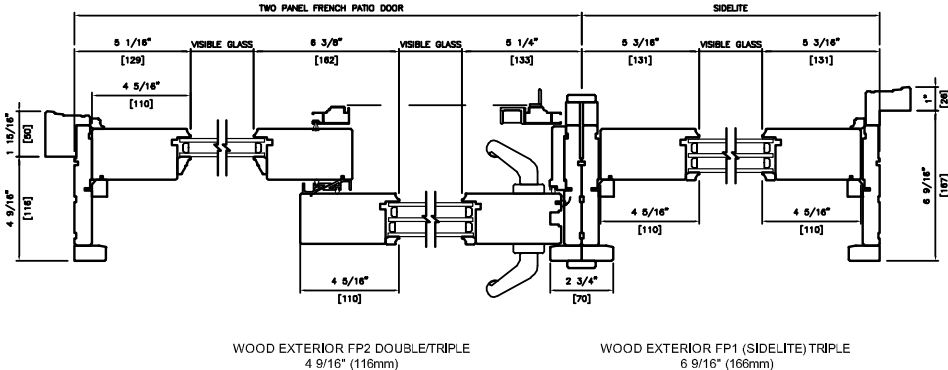 TWO PANEL FRENCH PATIO DOOR
SIDELITE
5 1/16" VISIBLE GLASS 6 3/8" VISIBLE GLASS 5 1/4" 5 3/16" VISIBLE GLASS 5 3/16"
[129] [162] [133] [131] [131]
4 5/16"
[110]
1 15/16"
[50]
4 9/16"
[116]
1"
[26]
6 9/16"
[167]
4 5/16" 4 5/16"
[110] [110]
4 5/16" 2 3/4"
[110] [70]
WOOD EXTERIOR FP2 DOUBLE/TRIPLE
4 9/16" (116mm)
WOOD EXTERIOR FP1 (SIDELITE) TRIPLE
6 9/16" (166mm)